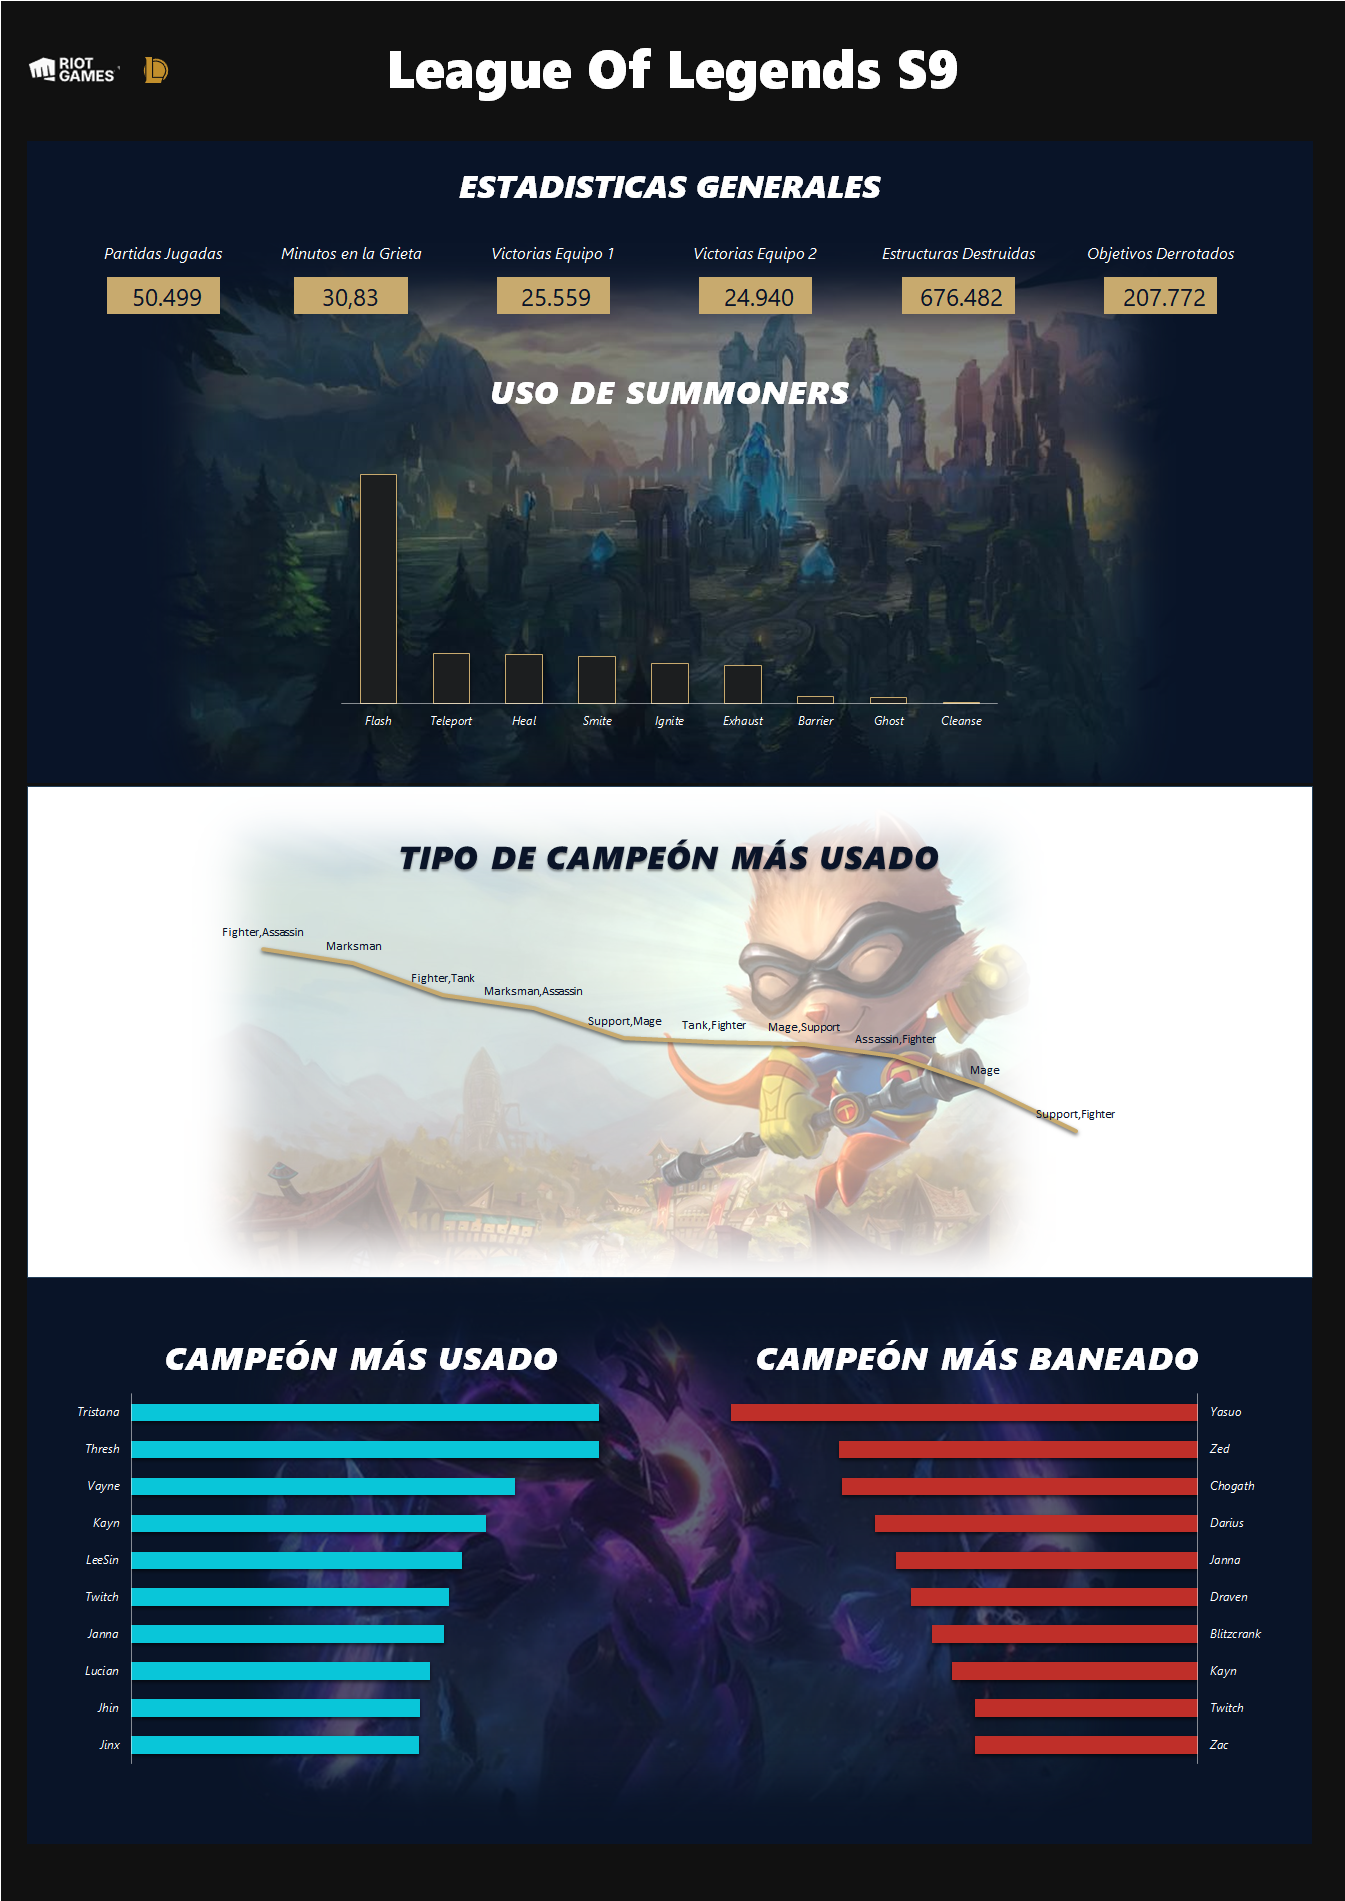 RIOT
GAMES
League Of Legends S9
ESTADISTICAS GENERALES
Partidas Jugadas
Minutos en la Grieta
Victorias Equipo 1
Victorias Equipo 2
Estructuras Destruidas
Objetivos Derrotados
50.499
30,83
25.559
24.940
676.482
207.772
USO DE SUMMONERS
Flash
Teleport
Heal
Smite
Ignite
Exhaust
Barrier
Ghost
Cleanse
TIPO DE CAMPEÓN MÁS USADO
Fighter,Assassin
Marksman
Fighter,Tank
Marksman,Assassin
Support,Mage
Tank,Fighter
Mage,Support
Assassin,Fighter
Mage
Support,Fighter
T
CAMPEÓN MÁS USADO
Tristana
Thresh
Vayne
Kayn
LeeSin
Twitch
Janna
Lucian
Jhin
Jinx
CAMPEÓN MÁS BANEADO
Yasuo
Zed
Chogath
Darius
Janna
Draven
Blitzcrank
Kayn
Twitch
Zac